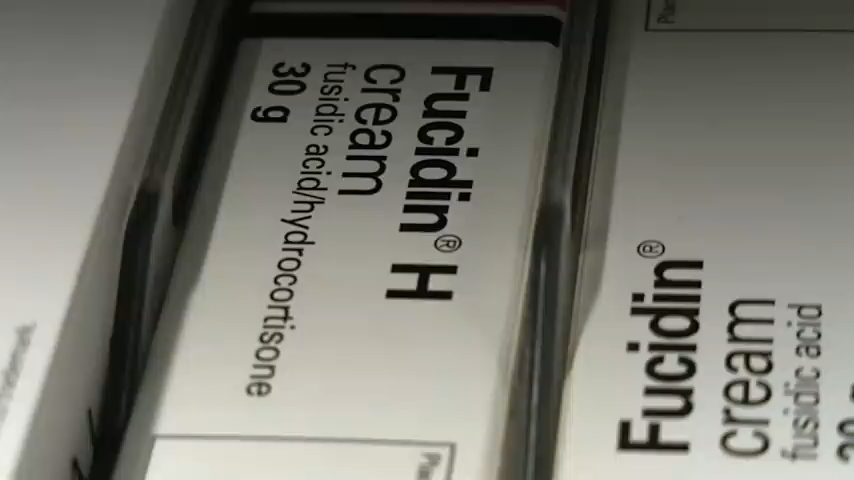 Fucidin® H
cream
fusidic acid/hydrocortisone
30 g
Fucidin®
cream
fusidic acid